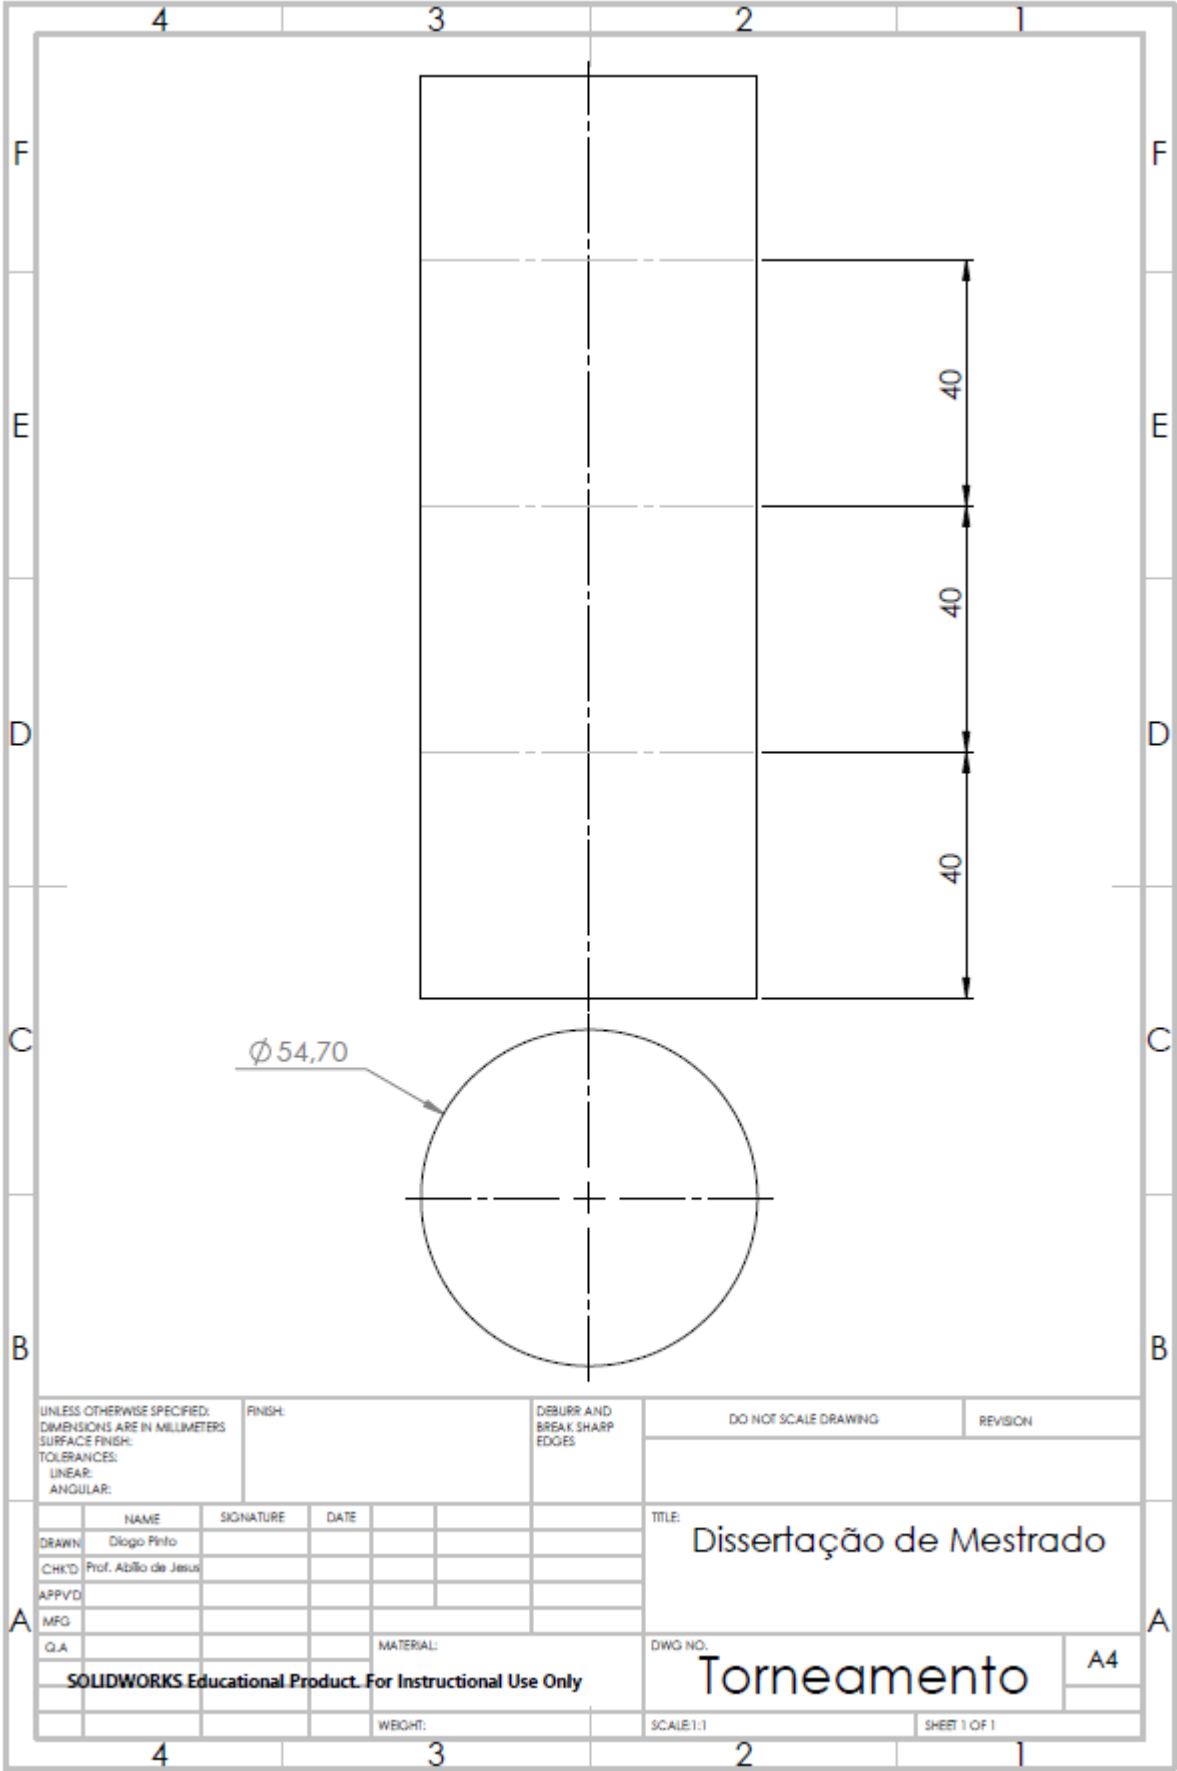 4 3 2 1
F F
40
E E
40
D D
40
C C
Ø 54,70
B B
UNLESS OTHERWISE SPECIFIED:
DIMENSIONS ARE IN MILLIMETERS
SURFACE FINISH:
TOLERANCES:
LINEAR:
ANGULAR:
FINISH:
DEBURR AND
BREAK SHARP
EDGES
DO NOT SCALE DRAWING
REVISION
NAME SIGNATURE DATE
DRAWN Diogo Pinto
CHK'D Prof. Abílio de Jesus
APPV'D
MFG
Q.A
TITLE:
Dissertação de Mestrado
A A
MATERIAL:
DWG NO.
Torneamento
A4
SOLIDWORKS Educational Product. For Instructional Use Only
WEIGHT:
SCALE:1:1
SHEET 1 OF 1
4 3 2 1